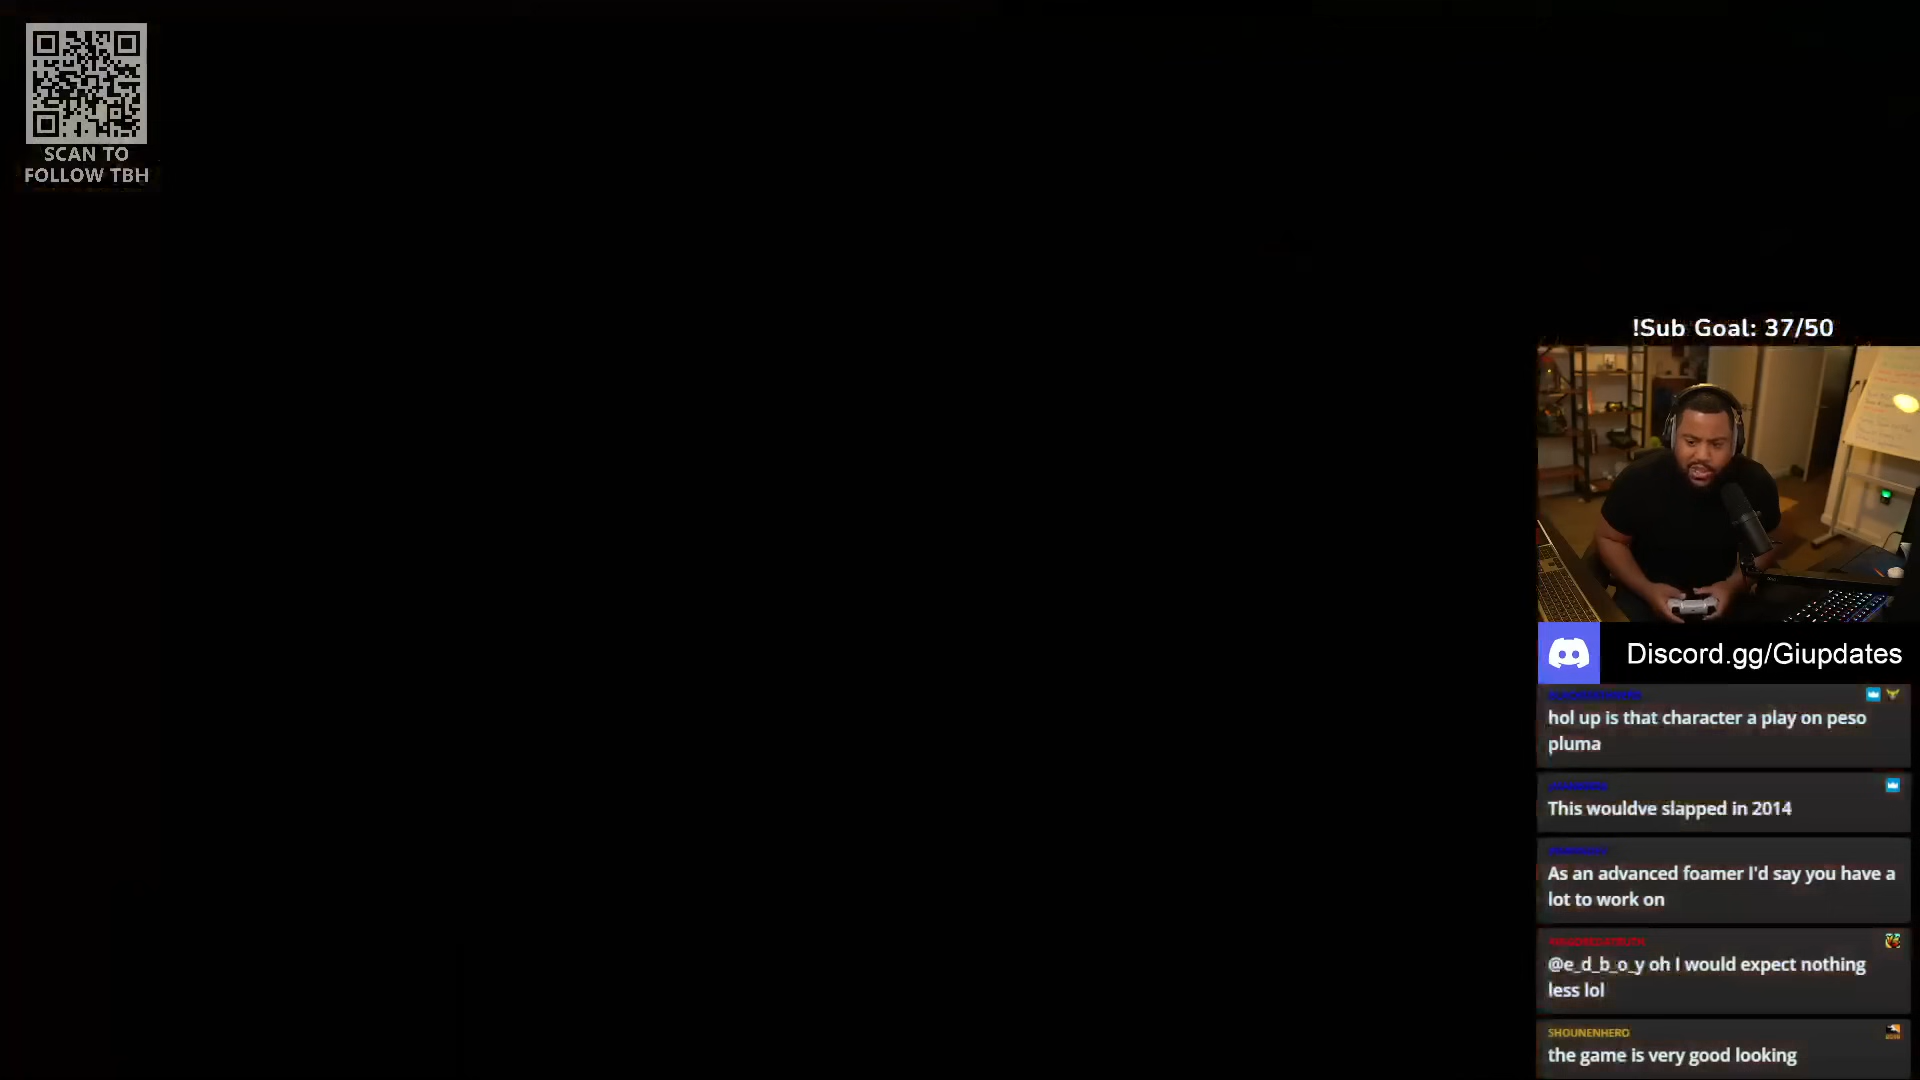 SCAN TO
FOLLOW TBH
!Sub Goal: 37/50
Discord.gg/Giupdates
hol up is that character a play on peso
pluma
This wouldve slapped in 2014
As an advanced foamer I'd say you have a
lot to work on
@e_d_b_o_y oh I would expect nothing
less lol
SHOUNENHERO
the game is very good looking